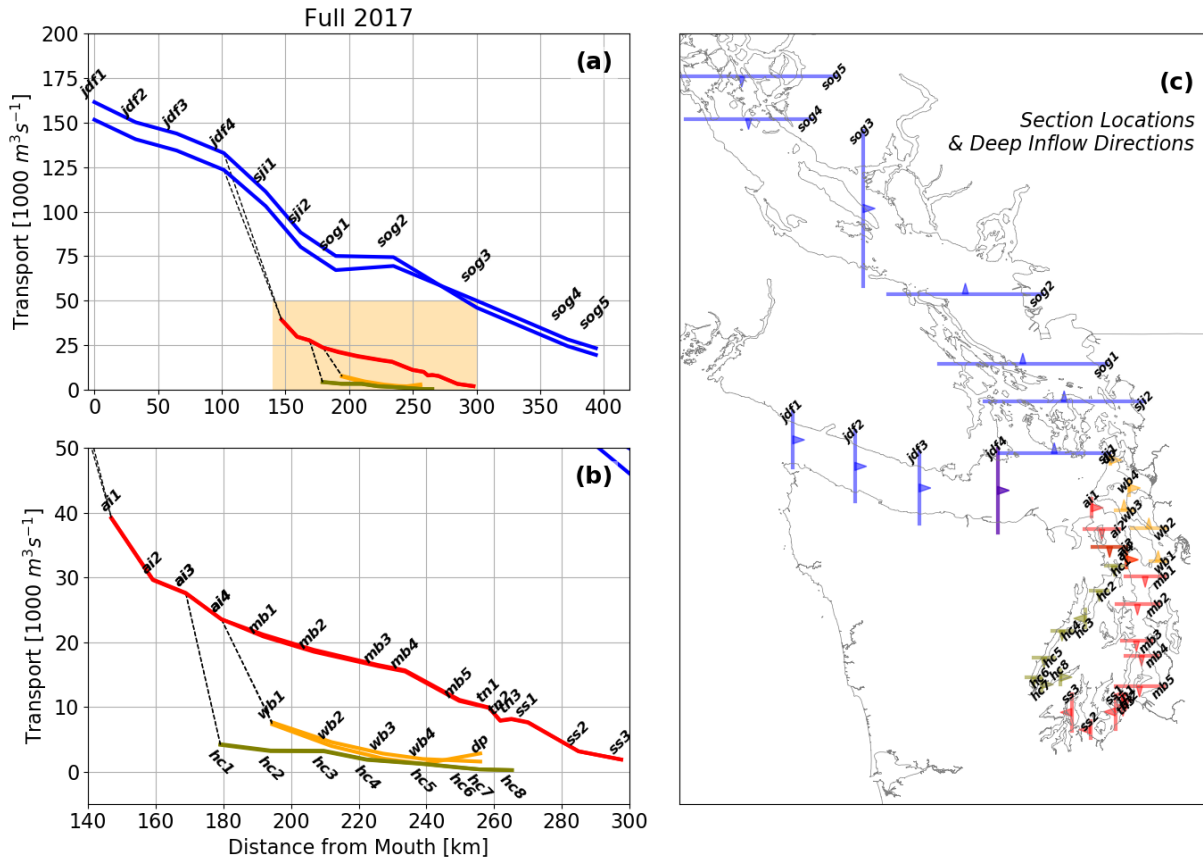 Full 2017
(a)
Transport [1000 m³s⁻¹]
200
175
150
125
100
75
50
25
0
jdf1
jdf2
jdf3
jdf4
sji1
sji2
sog1
sog2
sog3
sog4
sog5
0
50
100
150
200
250
300
350
400
(b)
Transport [1000 m³s⁻¹]
50
40
30
20
10
0
ai1
ai2
ai3
ai4
mb1
mb2
mb3
mb4
mb5
tn1
tn2
tn3
ss1
ss2
ss3
wb1
wb2
wb3
wb4
dp
hc1
hc2
hc3
hc4
hc5
hc6
hc7
hc8
140
160
180
200
220
240
260
280
300
Distance from Mouth [km]
(c)
Section Locations
& Deep Inflow Directions
sog5
sog4
sog3
sog2
sog1
sji2
jdf1
jdf2
jdf3
jdf4
wb4
ai1
wb3
ai2
wb2
wb1
hc1
mb1
hc2
mb2
hc3
hc4
mb3
mb4
hc5
hc6
hc8
hc7
mb5
ss3
ss1
ss2